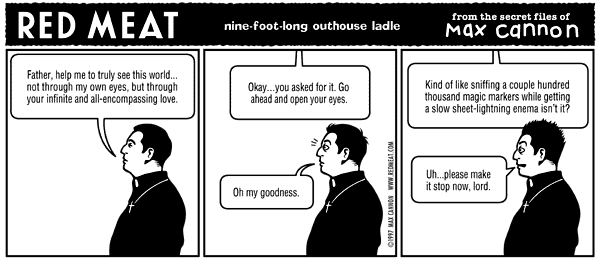 RED MEAT
nine-foot-long outhouse ladle
from the secret files of
max cannon
Father, help me to truly see this world...
not through my own eyes, but through
your infinite and all-encompassing love.
Okay...you asked for it. Go
ahead and open your eyes.
Oh my goodness.
©1997 MAX CANNON WWW.REDMEAT.COM
Kind of like sniffing a couple hundred
thousand magic markers while getting
a slow sheet-lightning enema isn't it?
Uh...please make
it stop now, lord.